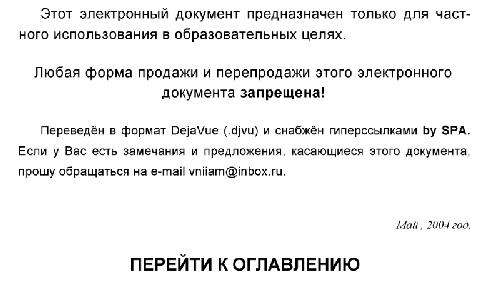 Этот электронный документ предназначен только для част-
ного использования в образовательных целях.
Любая форма продажи и перепродажи этого электронного
документа запрещена!
Переведён в формат DejaVue (.djvu) и снабжён гиперссылками by SPA.
Если у Вас есть замечания и предложения, касающиеся этого документа,
прошу обращаться на e-mail vniiam@inbox.ru.
Май , 2004 год.
ПЕРЕЙТИ К ОГЛАВЛЕНИЮ